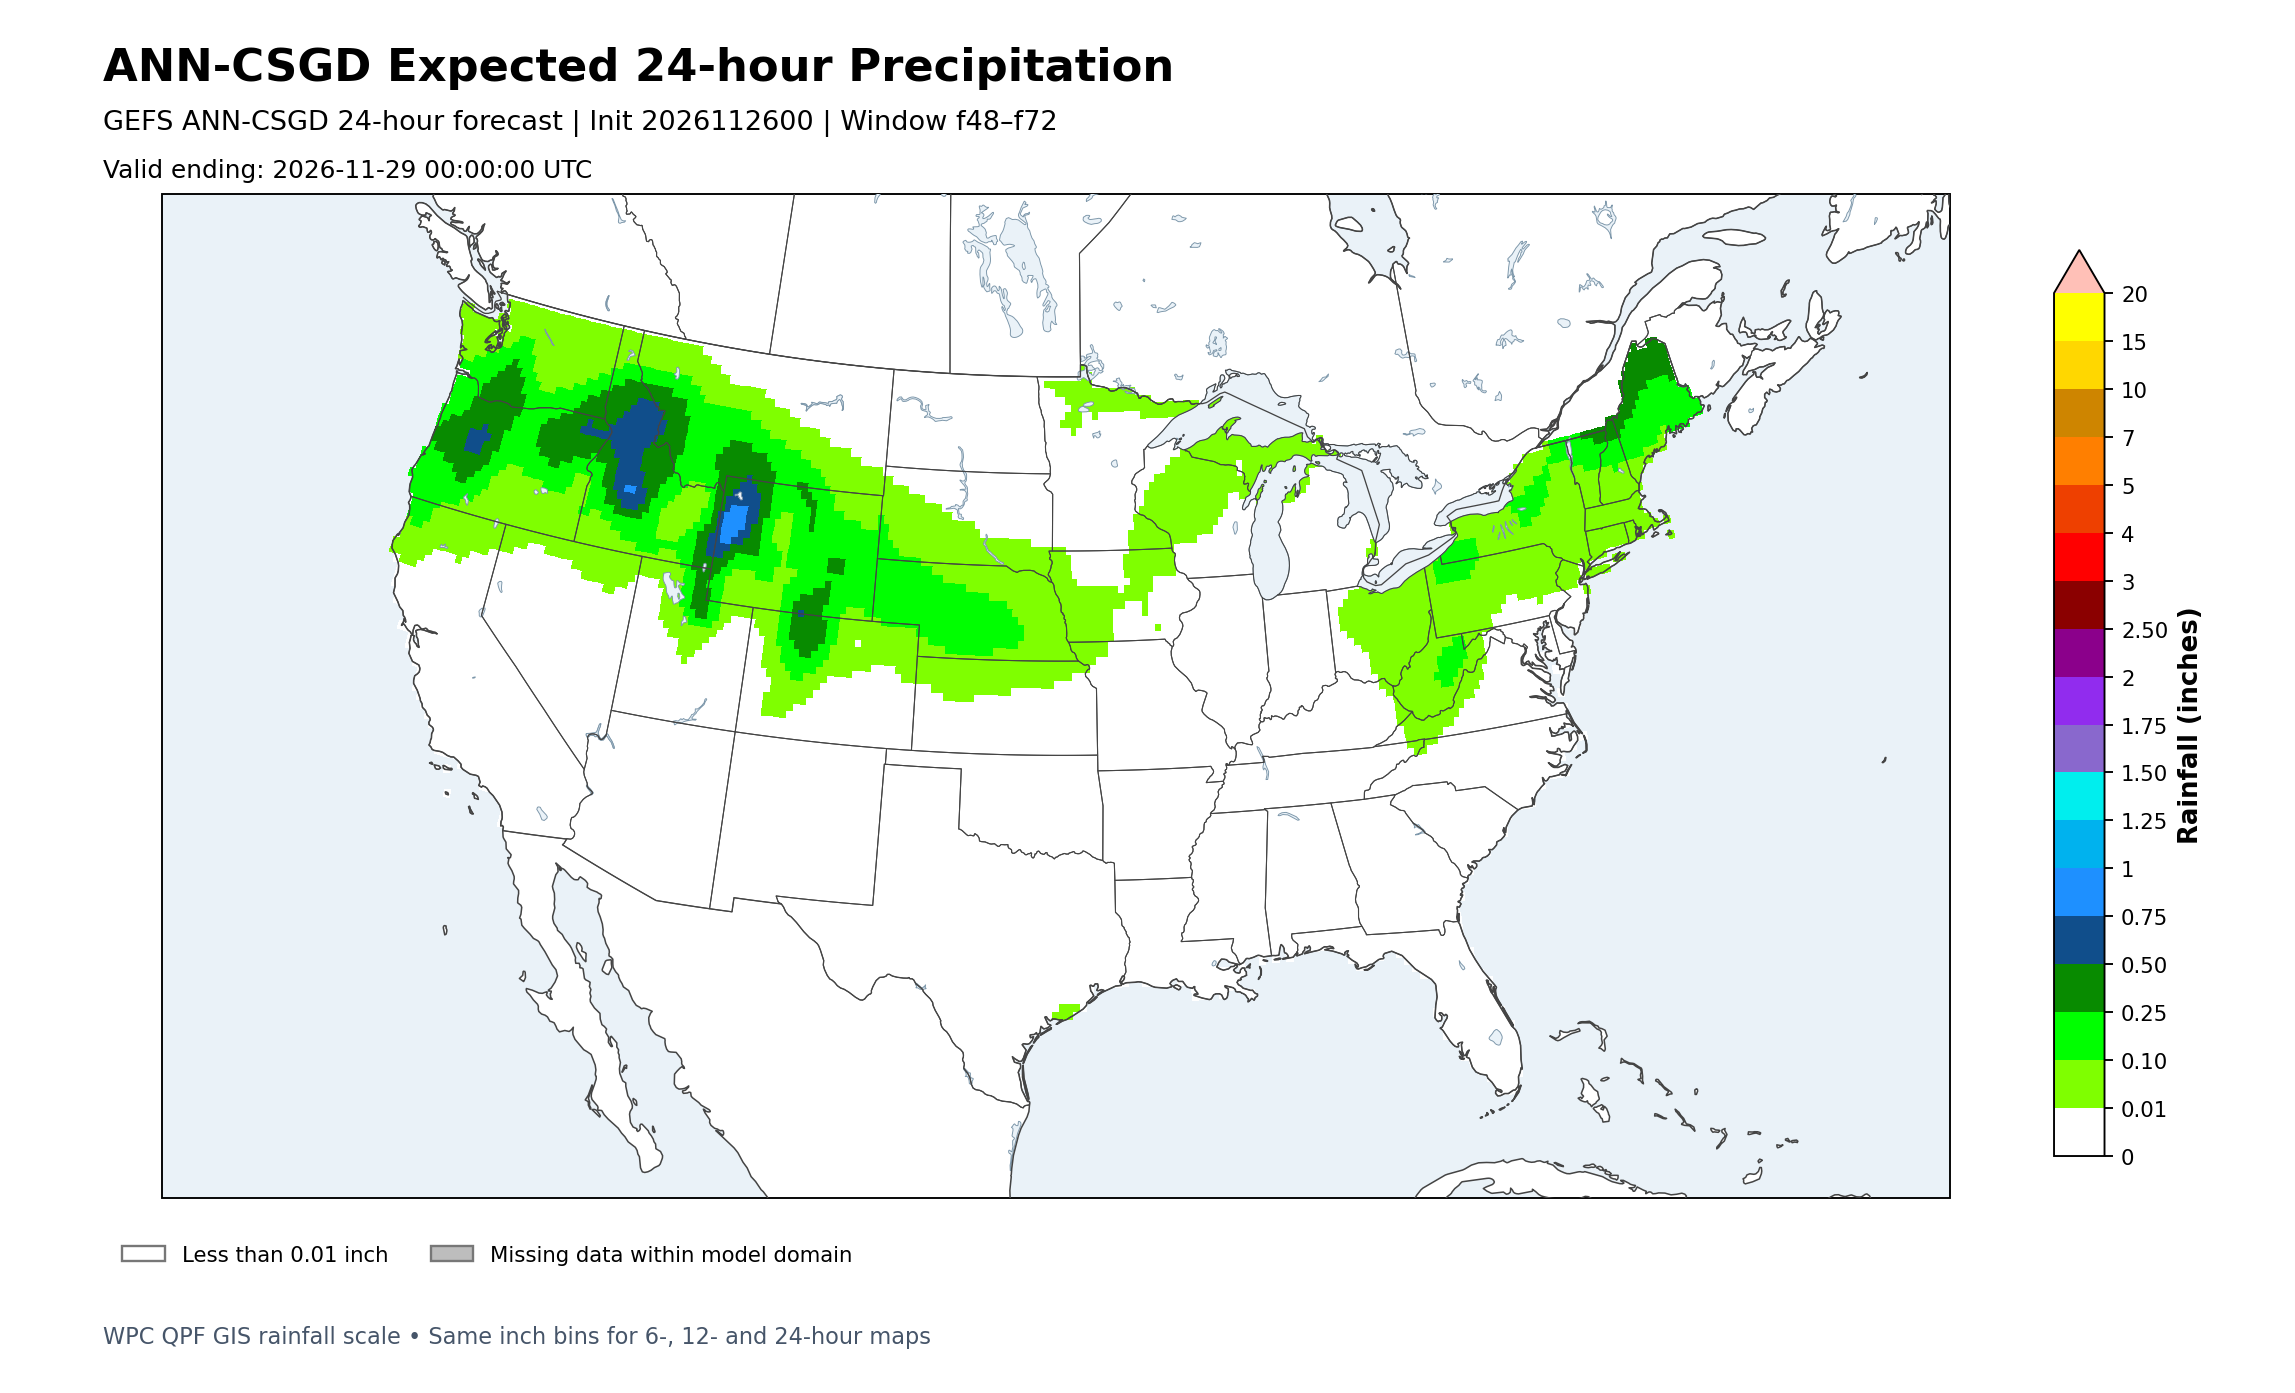 ANN-CSGD Expected 24-hour Precipitation
GEFS ANN-CSGD 24-hour forecast | Init 2026112600 | Window f48–f72
Valid ending: 2026-11-29 00:00:00 UTC
20
15
10
7
5
4
3
2.50
2
1.75
1.50
1.25
1
0.75
0.50
0.25
0.10
0.01
0
Rainfall (inches)
Less than 0.01 inch
Missing data within model domain
WPC QPF GIS rainfall scale • Same inch bins for 6-, 12- and 24-hour maps